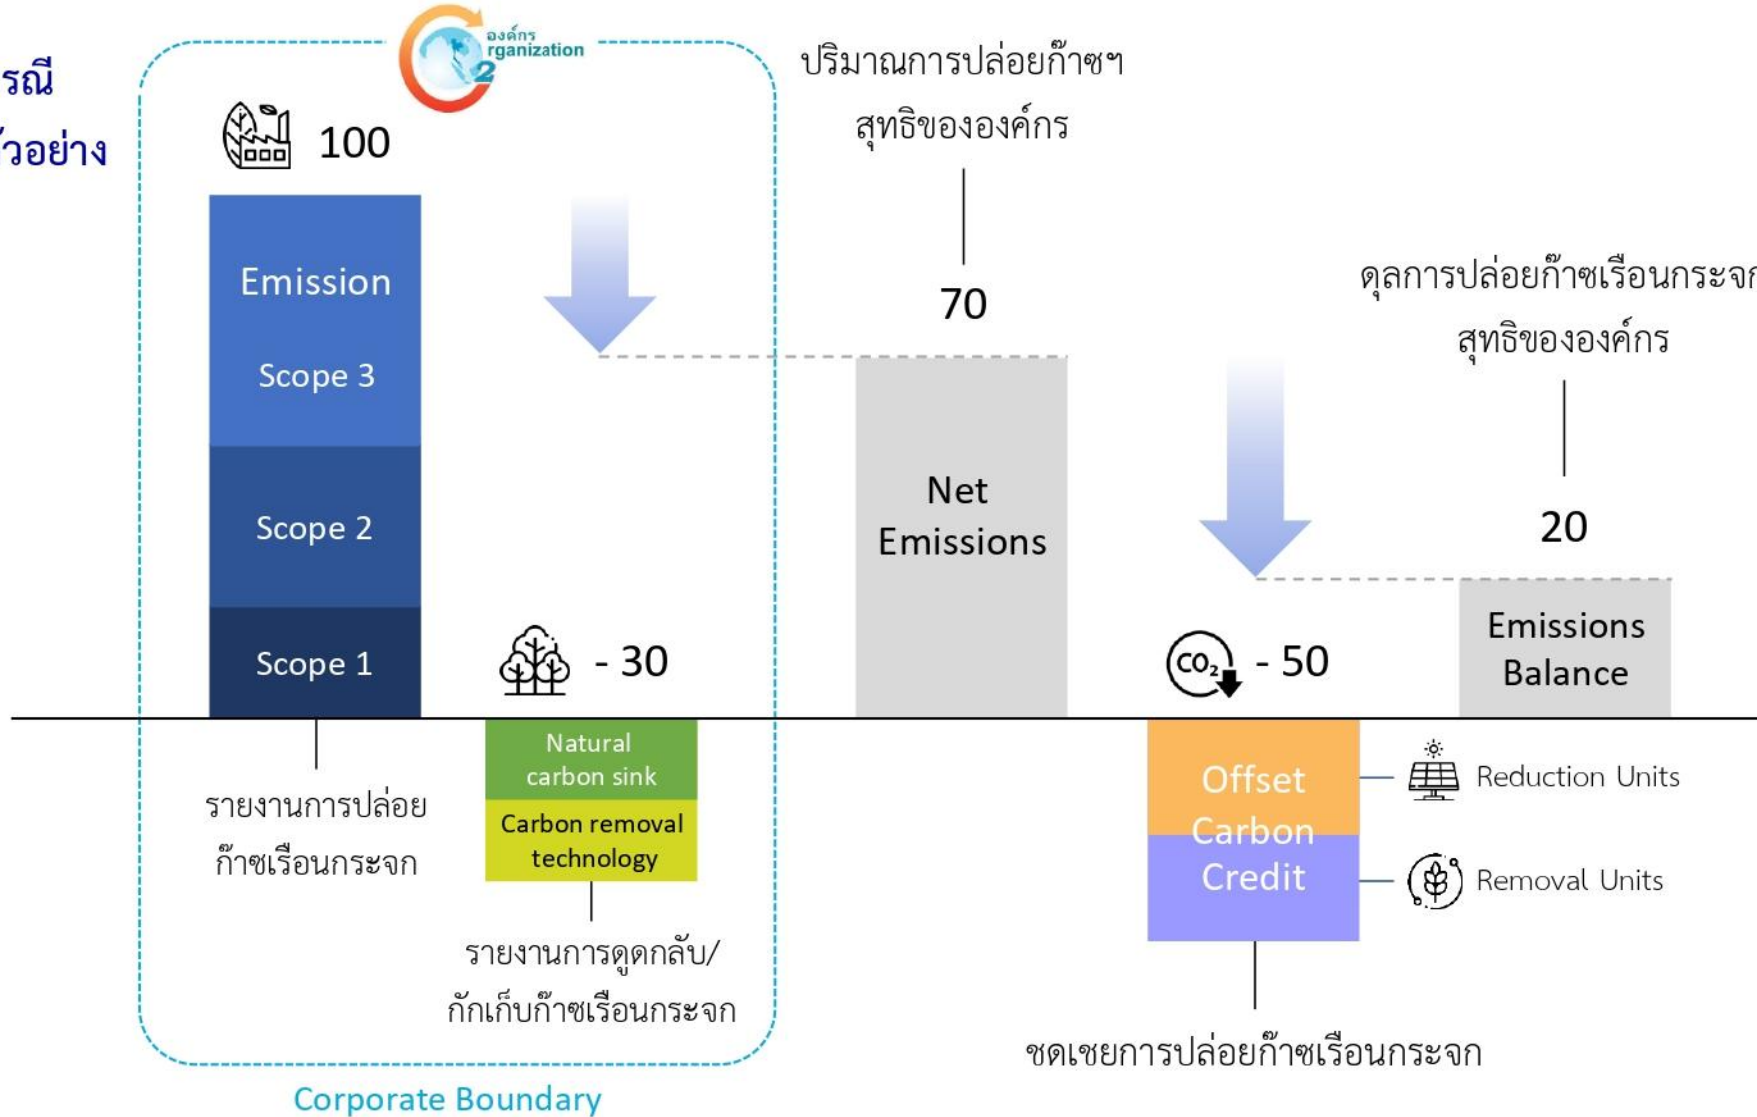 องค์กร
rganization
2
รณี
ัวอย่าง
100
Emission
Scope 3
Scope 2
Scope 1
- 30
Natural
carbon sink
Carbon removal
technology
รายงานการปล่อย
ก๊าซเรือนกระจก
รายงานการดูดกลับ/
กักเก็บก๊าซเรือนกระจก
Corporate Boundary
ปริมาณการปล่อยก๊าซฯ
สุทธิขององค์กร
70
Net
Emissions
CO₂
- 50
Offset
Carbon
Credit
Reduction Units
Removal Units
ชดเชยการปล่อยก๊าซเรือนกระจก
ดุลการปล่อยก๊าซเรือนกระจก
สุทธิขององค์กร
20
Emissions
Balance